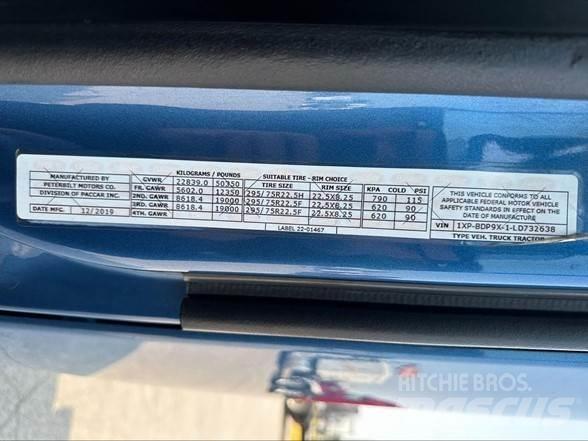 MANUFACTURED BY
PETERBILT MOTORS CO.
DIVISION OF PACCAR INC.
DATE MFG. 12/2019
KILOGRAMS / POUNDS
GVWR 22839.0 50350
FR. GAWR 5602.0 12350
2ND. GAWR 8618.4 19000
3RD. GAWR 8618.4 19000
4TH. GAWR
SUITABLE TIRE - RIM CHOICE
TIRE SIZE RIM SIZE KPA COLD PSI
295/75R22.5H 22.5X8.25 790 115
295/75R22.5F 22.5X8.25 620 90
295/75R22.5F 22.5X8.25 620 90
LABEL 22-01467
THIS VEHICLE CONFORMS TO ALL
APPLICABLE FEDERAL MOTOR VEHICLE
SAFETY STANDARDS IN EFFECT ON
DATE OF MANUFACTURE
VIN 1XP-BDP9X-1-LD732638
TYPE VEH. TRUCK TRACTOR
RITCHIE BROS.
Mascus